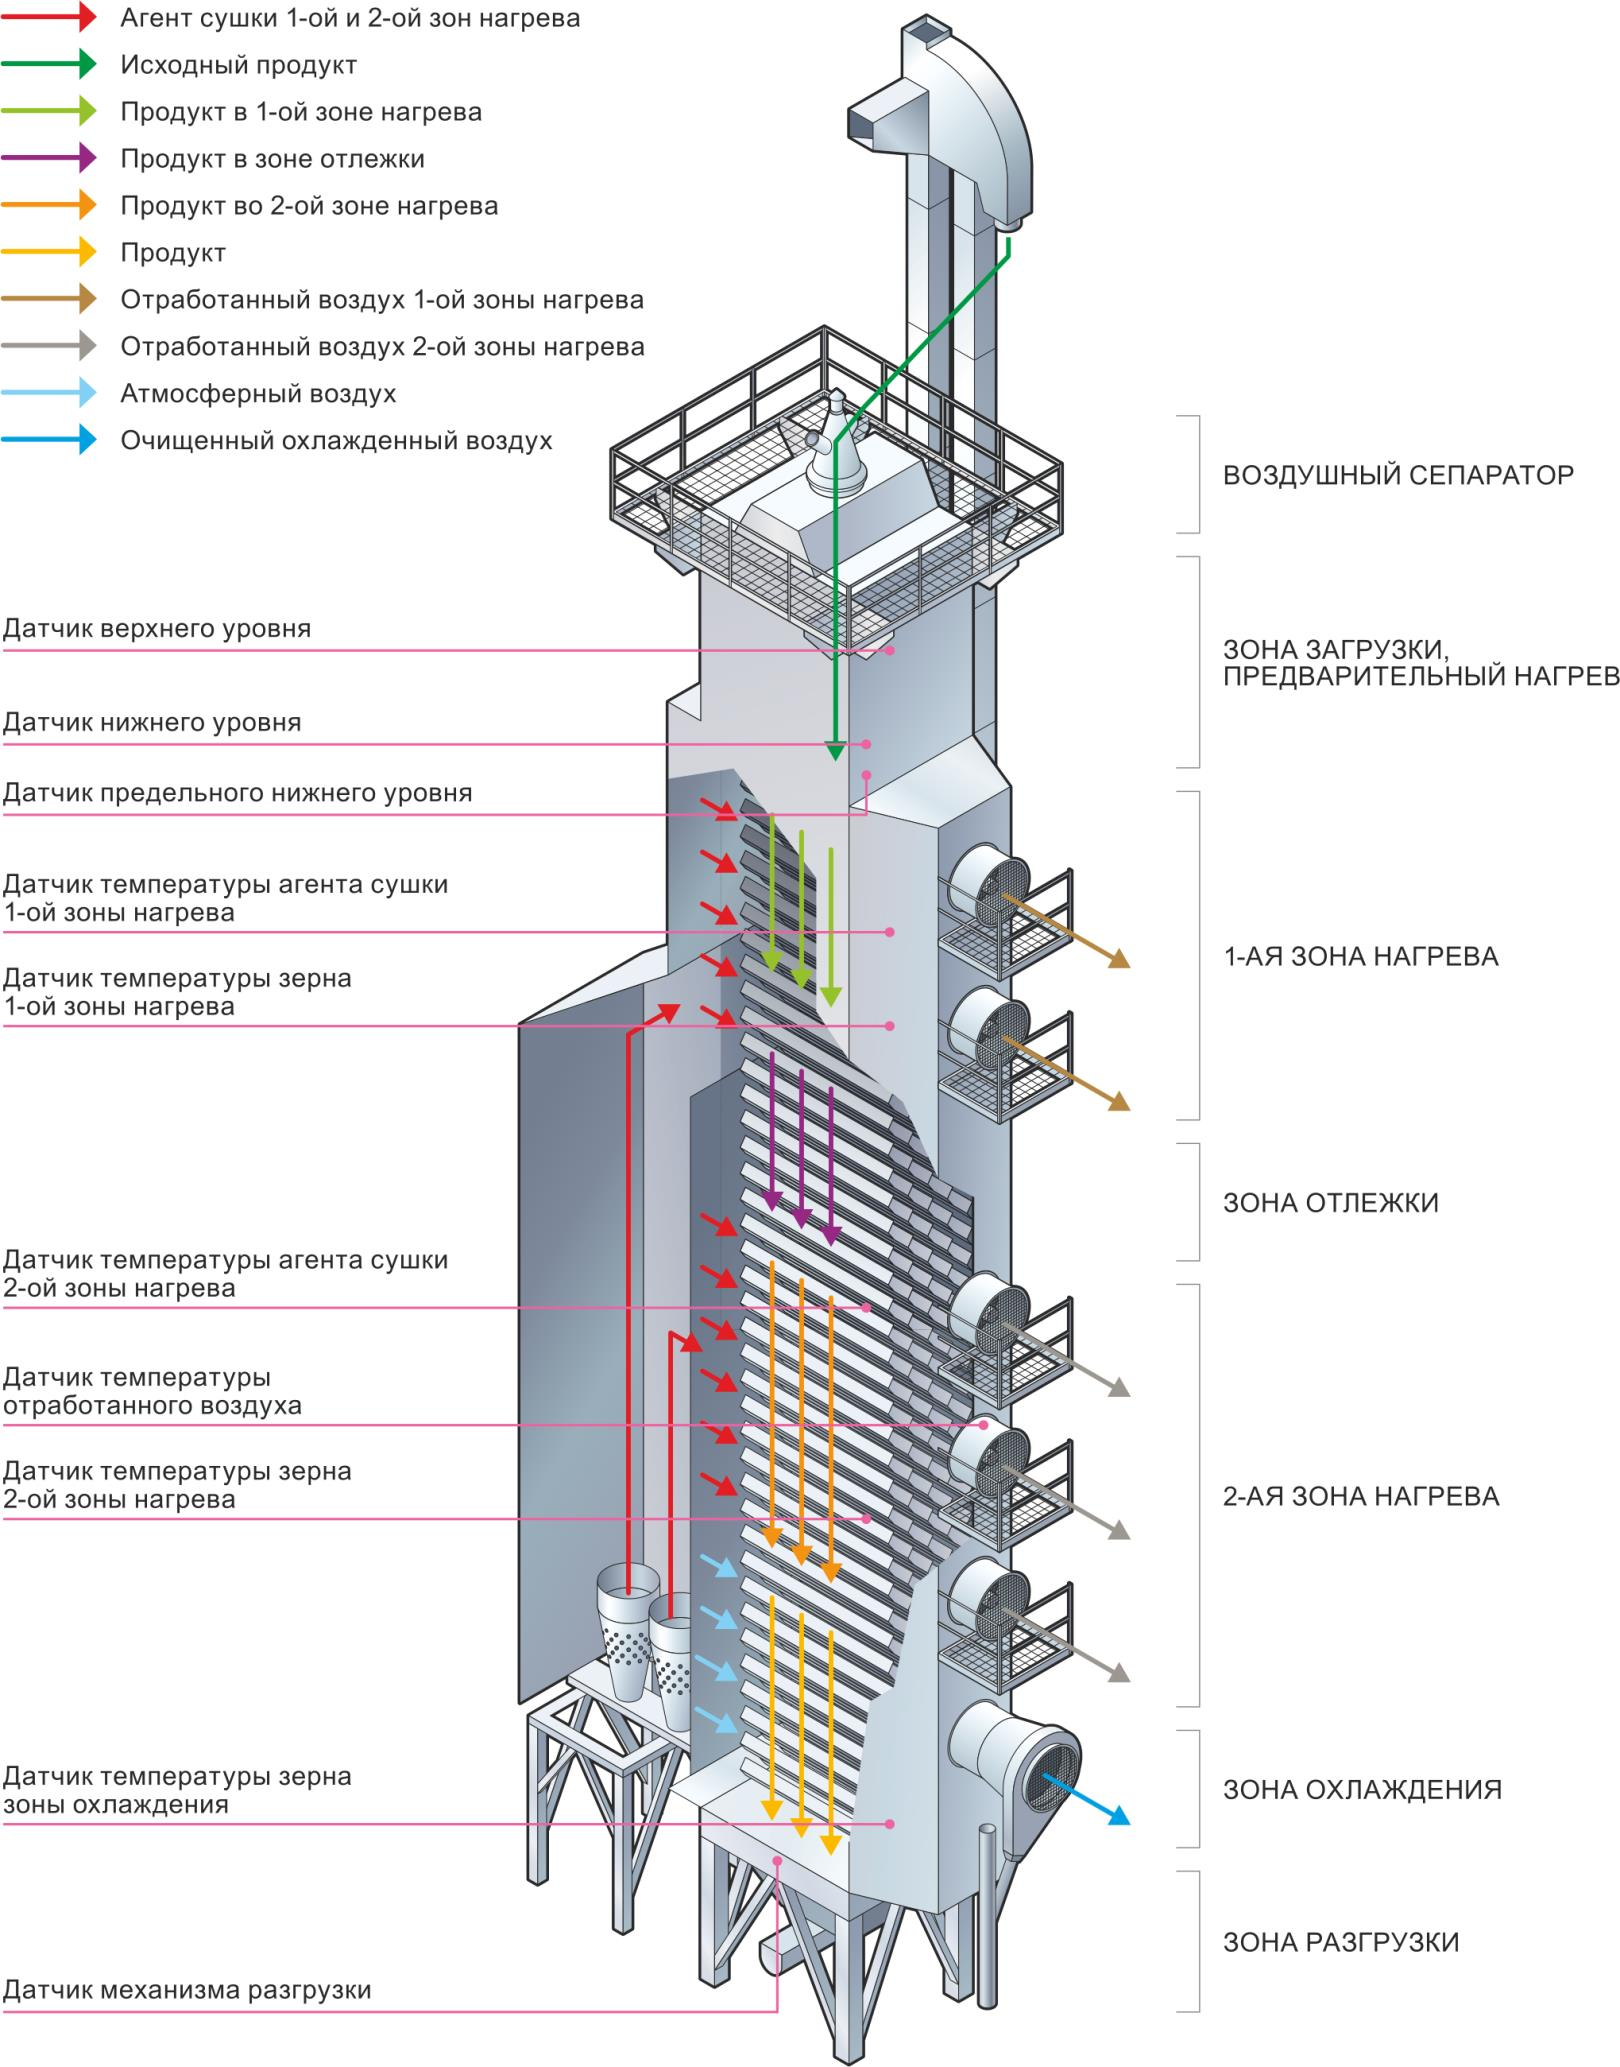 Агент сушки 1-ой и 2-ой зон нагрева
Исходный продукт
Продукт в 1-ой зоне нагрева
Продукт в зоне отлежки
Продукт во 2-ой зоне нагрева
Продукт
Отработанный воздух 1-ой зоны нагрева
Отработанный воздух 2-ой зоны нагрева
Атмосферный воздух
Очищенный охлажденный воздух
Датчик верхнего уровня
Датчик нижнего уровня
Датчик предельного нижнего уровня
Датчик температуры агента сушки
1-ой зоны нагрева
Датчик температуры зерна
1-ой зоны нагрева
Датчик температуры агента сушки
2-ой зоны нагрева
Датчик температуры
отработанного воздуха
Датчик температуры зерна
2-ой зоны нагрева
Датчик температуры зерна
зоны охлаждения
Датчик механизма разгрузки
ВОЗДУШНЫЙ СЕПАРАТОР
ЗОНА ЗАГРУЗКИ,
ПРЕДВАРИТЕЛЬНЫЙ НАГРЕВ
1-АЯ ЗОНА НАГРЕВА
ЗОНА ОТЛЕЖКИ
2-АЯ ЗОНА НАГРЕВА
ЗОНА ОХЛАЖДЕНИЯ
ЗОНА РАЗГРУЗКИ